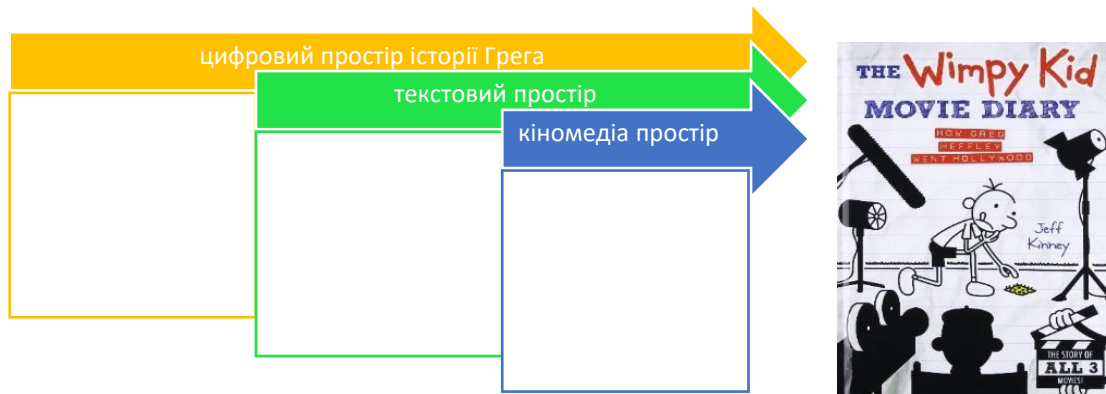 цифровий простір історії Грега
текстовий простір
кіномедіа простір
THE Wimpy Kid
MOVIE DIARY
HOW GREG
HEFFLEY
WENT HOLLYWOOD
Jeff
Kinney
THE STORY OF
ALL 3
MOVIES!